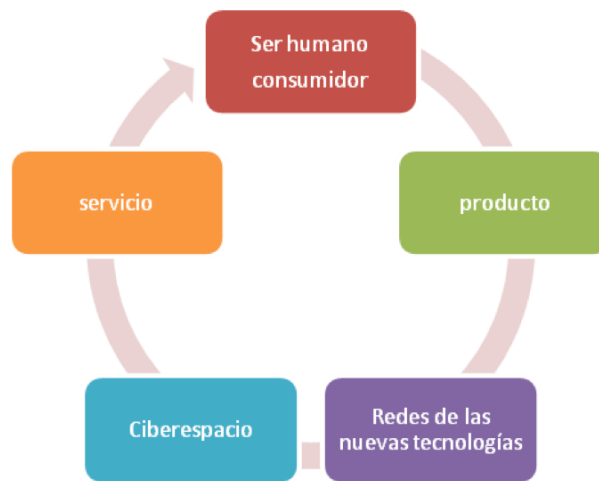 Ser humano
consumidor
producto
Redes de las
nuevas tecnologías
Ciberespacio
servicio